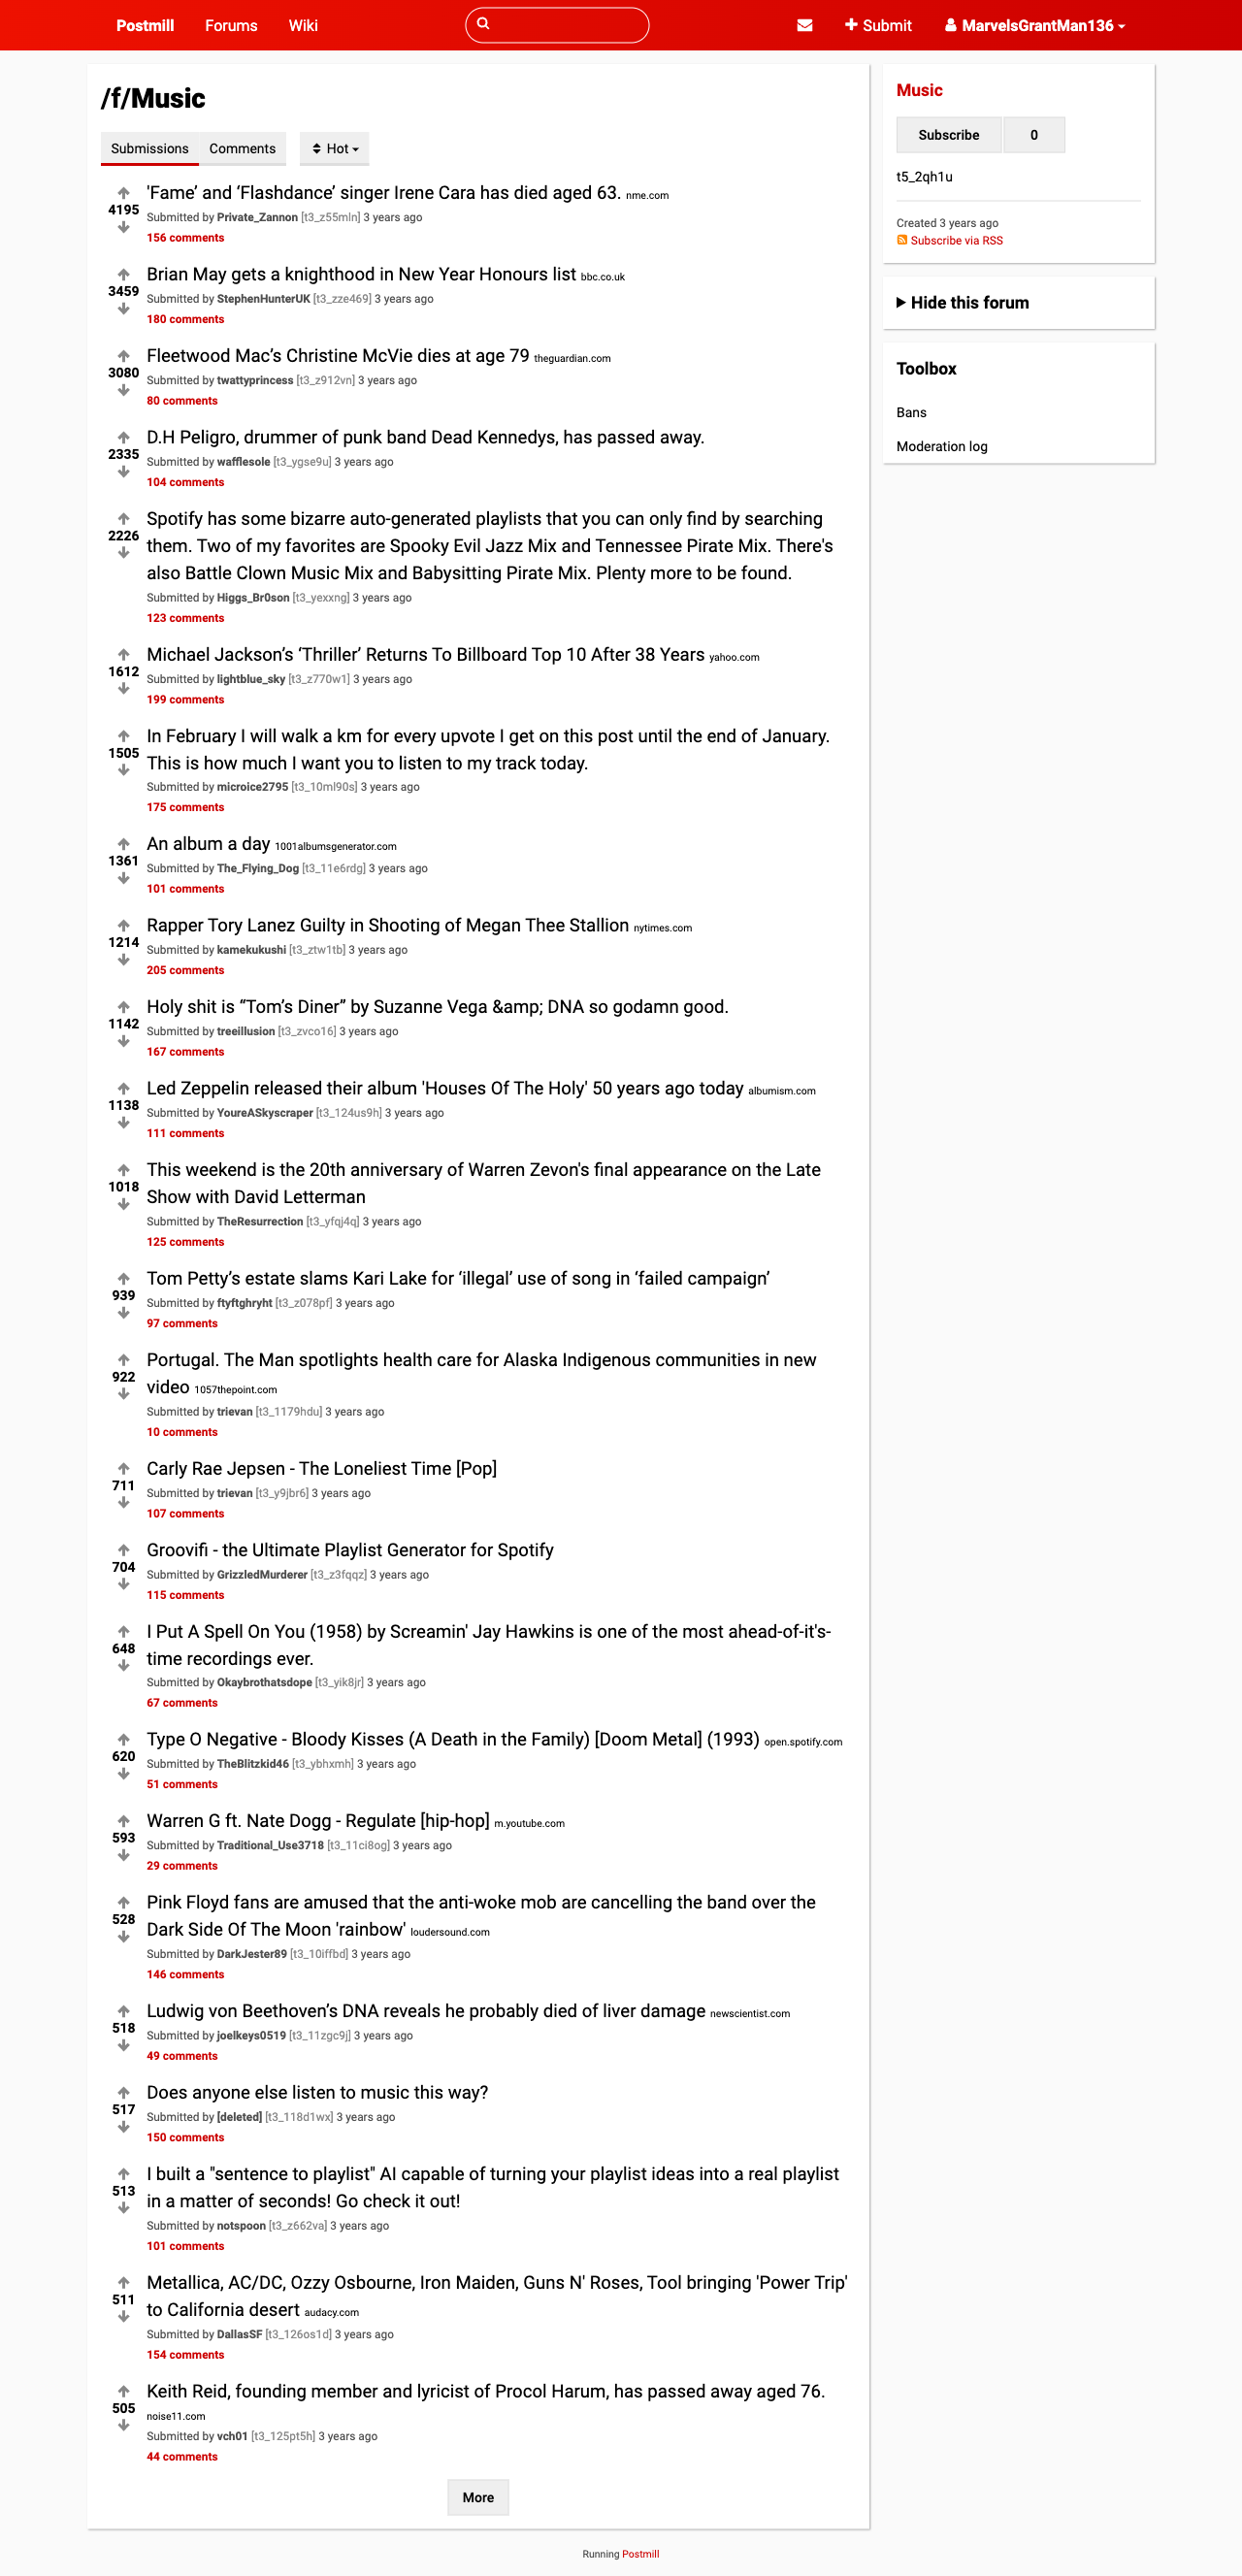 Postmill Forums Wiki Submit MarvelsGrantMan136
/f/Music
Submissions Comments Hot
'Fame’ and ‘Flashdance’ singer Irene Cara has died aged 63. nme.com
4195
Submitted by Private_Zannon [t3_z55mln] 3 years ago
156 comments
Brian May gets a knighthood in New Year Honours list bbc.co.uk
3459
Submitted by StephenHunterUK [t3_zze469] 3 years ago
180 comments
Fleetwood Mac’s Christine McVie dies at age 79 theguardian.com
3080
Submitted by twattyprincess [t3_z912vn] 3 years ago
80 comments
D.H Peligro, drummer of punk band Dead Kennedys, has passed away.
2335
Submitted by wafflesole [t3_ygse9u] 3 years ago
104 comments
Spotify has some bizarre auto-generated playlists that you can only find by searching
2226
them. Two of my favorites are Spooky Evil Jazz Mix and Tennessee Pirate Mix. There's
also Battle Clown Music Mix and Babysitting Pirate Mix. Plenty more to be found.
Submitted by Higgs_Br0son [t3_yexxng] 3 years ago
123 comments
Michael Jackson’s ‘Thriller’ Returns To Billboard Top 10 After 38 Years yahoo.com
1612
Submitted by lightblue_sky [t3_z770w1] 3 years ago
199 comments
In February I will walk a km for every upvote I get on this post until the end of January.
1505
This is how much I want you to listen to my track today.
Submitted by microice2795 [t3_10ml90s] 3 years ago
175 comments
An album a day 1001albumsgenerator.com
1361
Submitted by The_Flying_Dog [t3_11e6rdg] 3 years ago
101 comments
Rapper Tory Lanez Guilty in Shooting of Megan Thee Stallion nytimes.com
1214
Submitted by kamekukushi [t3_ztw1tb] 3 years ago
205 comments
Holy shit is “Tom’s Diner” by Suzanne Vega &amp; DNA so godamn good.
1142
Submitted by treeillusion [t3_zvco16] 3 years ago
167 comments
Led Zeppelin released their album 'Houses Of The Holy' 50 years ago today albumism.com
1138
Submitted by YoureASkyscraper [t3_124us9h] 3 years ago
111 comments
This weekend is the 20th anniversary of Warren Zevon's final appearance on the Late
1018
Show with David Letterman
Submitted by TheResurrection [t3_yfqj4q] 3 years ago
125 comments
Tom Petty’s estate slams Kari Lake for ‘illegal’ use of song in ‘failed campaign’
939
Submitted by ftyftghryht [t3_z078pf] 3 years ago
97 comments
Portugal. The Man spotlights health care for Alaska Indigenous communities in new
922
video 1057thepoint.com
Submitted by trievan [t3_1179hdu] 3 years ago
10 comments
Carly Rae Jepsen - The Loneliest Time [Pop]
711
Submitted by trievan [t3_y9jbr6] 3 years ago
107 comments
Groovifi - the Ultimate Playlist Generator for Spotify
704
Submitted by GrizzledMurderer [t3_z3fqqz] 3 years ago
115 comments
I Put A Spell On You (1958) by Screamin' Jay Hawkins is one of the most ahead-of-it's-
648
time recordings ever.
Submitted by Okaybrothatsdope [t3_yik8jr] 3 years ago
67 comments
Type O Negative - Bloody Kisses (A Death in the Family) [Doom Metal] (1993) open.spotify.com
620
Submitted by TheBlitzkid46 [t3_ybhxmh] 3 years ago
51 comments
Warren G ft. Nate Dogg - Regulate [hip-hop] m.youtube.com
593
Submitted by Traditional_Use3718 [t3_11ci8og] 3 years ago
29 comments
Pink Floyd fans are amused that the anti-woke mob are cancelling the band over the
528
Dark Side Of The Moon 'rainbow' loudersound.com
Submitted by DarkJester89 [t3_10iffbd] 3 years ago
146 comments
Ludwig von Beethoven’s DNA reveals he probably died of liver damage newscientist.com
518
Submitted by joelkeys0519 [t3_11zgc9j] 3 years ago
49 comments
Does anyone else listen to music this way?
517
Submitted by [deleted] [t3_118d1wx] 3 years ago
150 comments
I built a "sentence to playlist" AI capable of turning your playlist ideas into a real playlist
513
in a matter of seconds! Go check it out!
Submitted by notspoon [t3_z662va] 3 years ago
101 comments
Metallica, AC/DC, Ozzy Osbourne, Iron Maiden, Guns N' Roses, Tool bringing 'Power Trip'
511
to California desert audacy.com
Submitted by DallasSF [t3_126os1d] 3 years ago
154 comments
Keith Reid, founding member and lyricist of Procol Harum, has passed away aged 76.
505
noise11.com
Submitted by vch01 [t3_125pt5h] 3 years ago
44 comments
More
Music
Subscribe 0
t5_2qh1u
Created 3 years ago
Subscribe via RSS
Hide this forum
Toolbox
Bans
Moderation log
Running Postmill